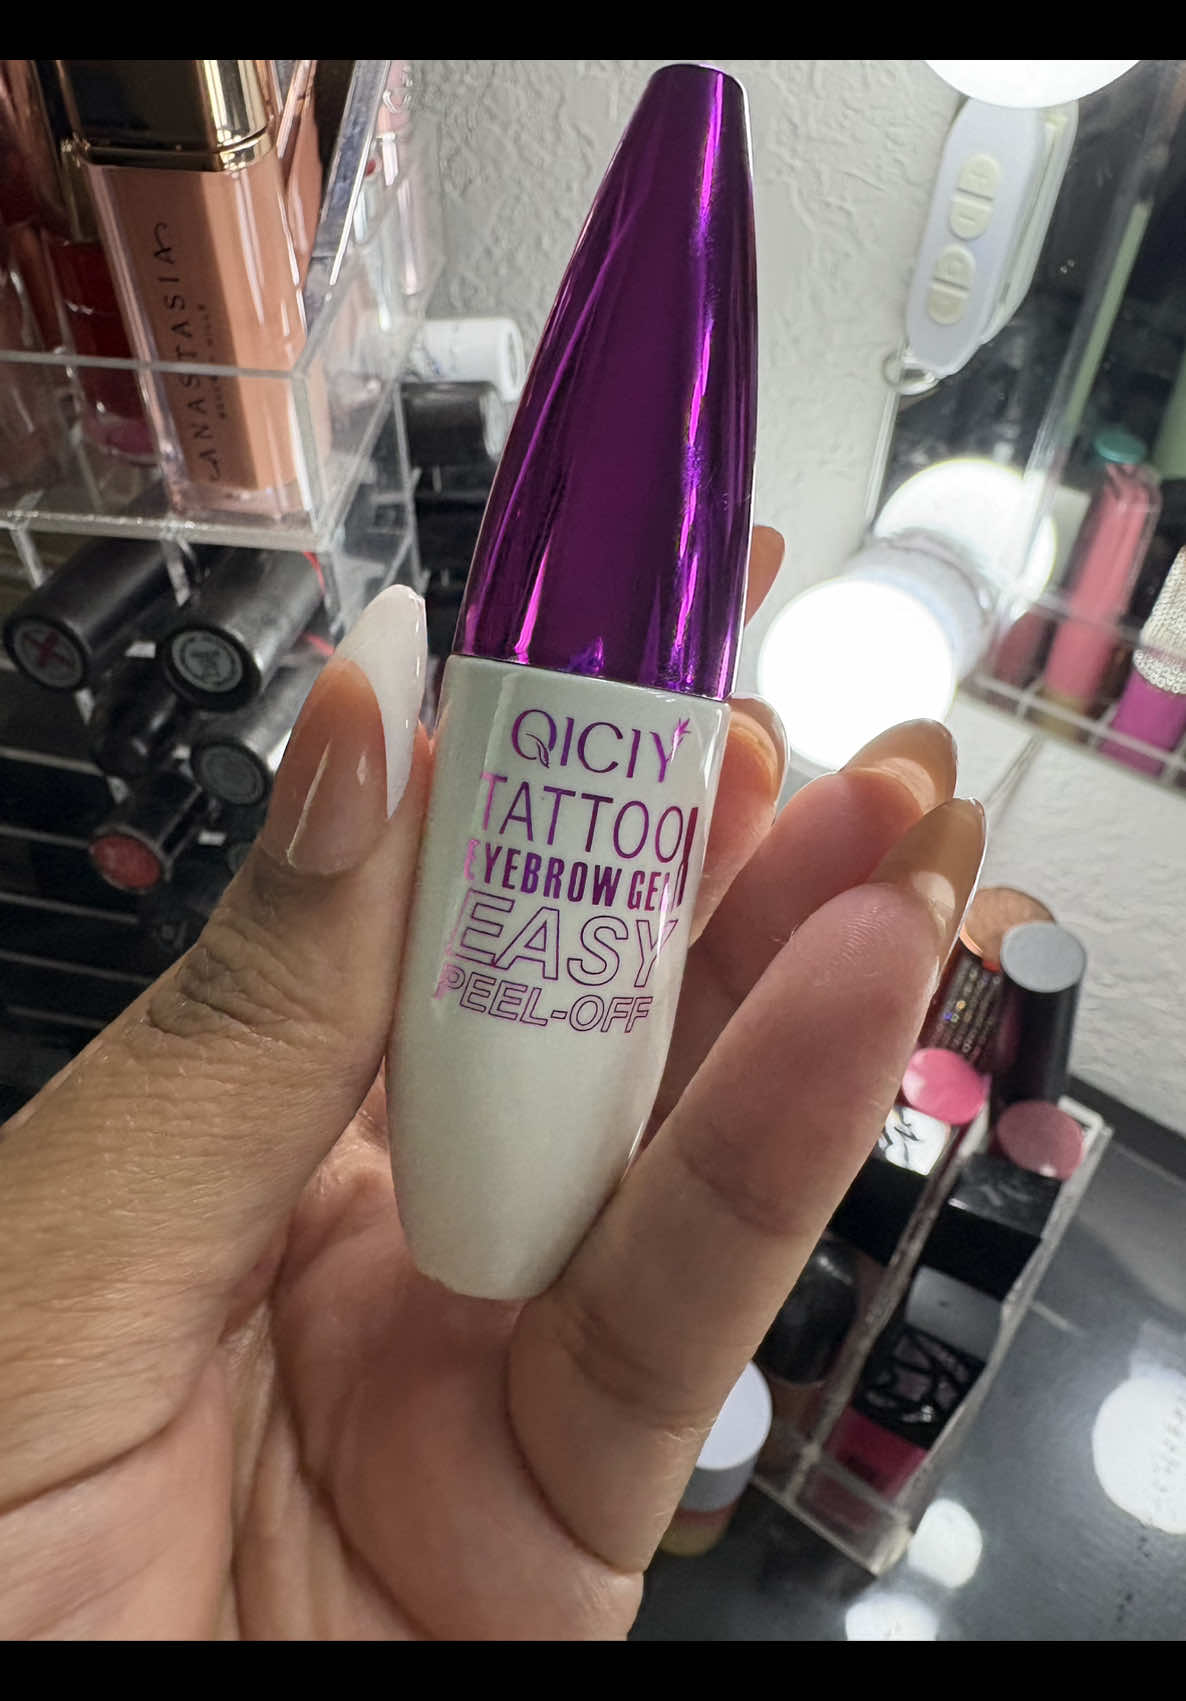 QICIY
TATTOO
EYEBROW GEL
EASY
PEEL-OFF
ANASTASIA